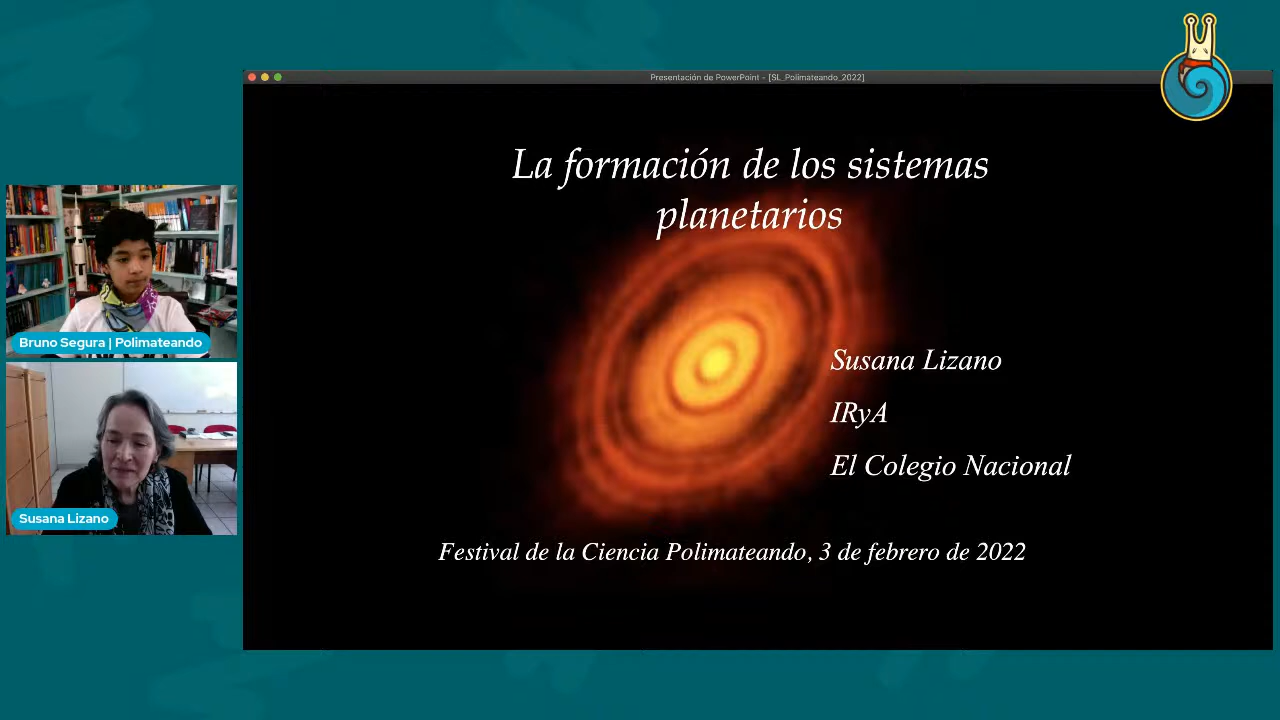 Presentación de PowerPoint - [SL_Polimateando_2022]
La formación de los sistemas
planetarios
Susana Lizano
IRyA
El Colegio Nacional
Festival de la Ciencia Polimateando, 3 de febrero de 2022
Bruno Segura | Polimateando
Susana Lizano